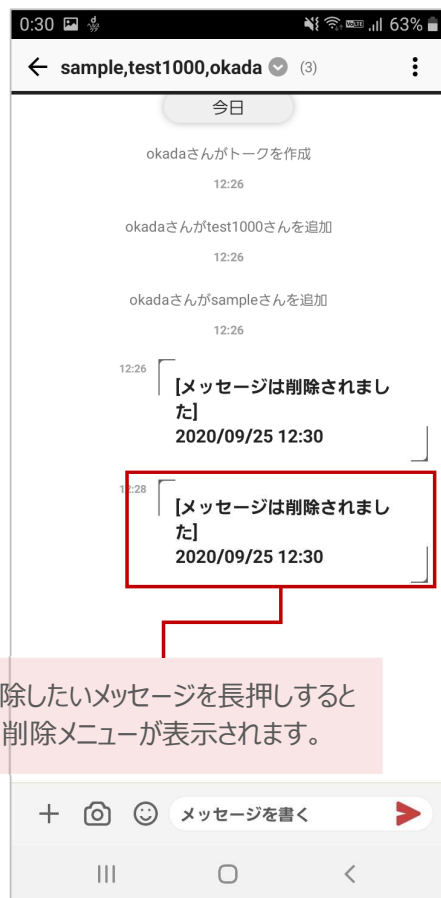 0:30 63%
sample,test1000,okada (3)
今日
okadaさんがトークを作成
12:26
okadaさんがtest1000さんを追加
12:26
okadaさんがsampleさんを追加
12:26
12:26
[メッセージは削除されまし
た]
2020/09/25 12:30
12:28
[メッセージは削除されまし
た]
2020/09/25 12:30
除したいメッセージを長押しすると
削除メニューが表示されます。
メッセージを書く